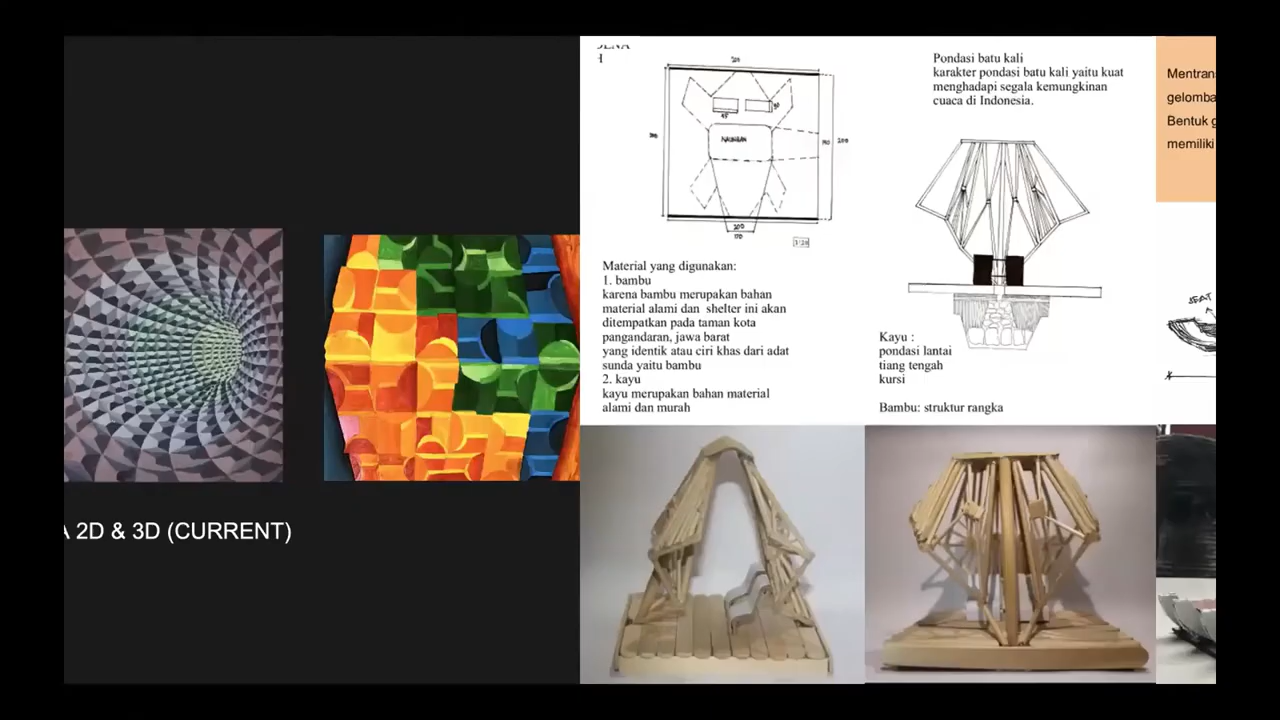 A 2D & 3D (CURRENT)
200
NAUNGAN
200
Pondasi batu kali
karakter pondasi batu kali yaitu kuat
menghadapi segala kemungkinan
cuaca di Indonesia.
Material yang digunakan:
1. bambu
karena bambu merupakan bahan
material alami dan shelter ini akan
ditempatkan pada taman kota
pangandaran, jawa barat
yang identik atau ciri khas dari adat
sunda yaitu bambu
2. kayu
kayu merupakan bahan material
alami dan murah
Kayu :
pondasi lantai
tiang tengah
kursi
Bambu: struktur rangka
Mentran
gelomba
Bentuk g
memiliki
SEAT